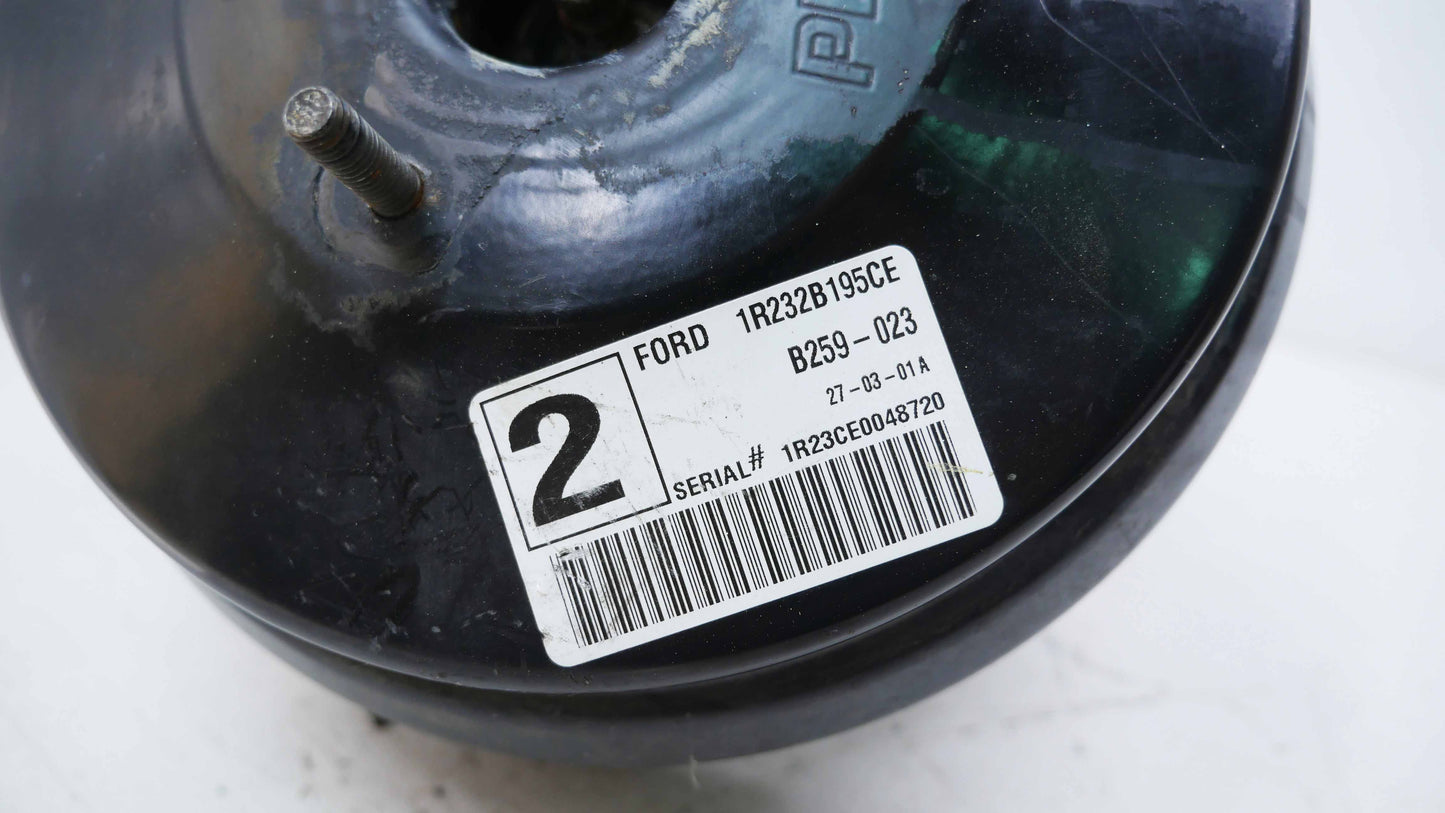 FORD 1R232B195CE
B259-023
27-03-01A
2
SERIAL# 1R23CE0048720